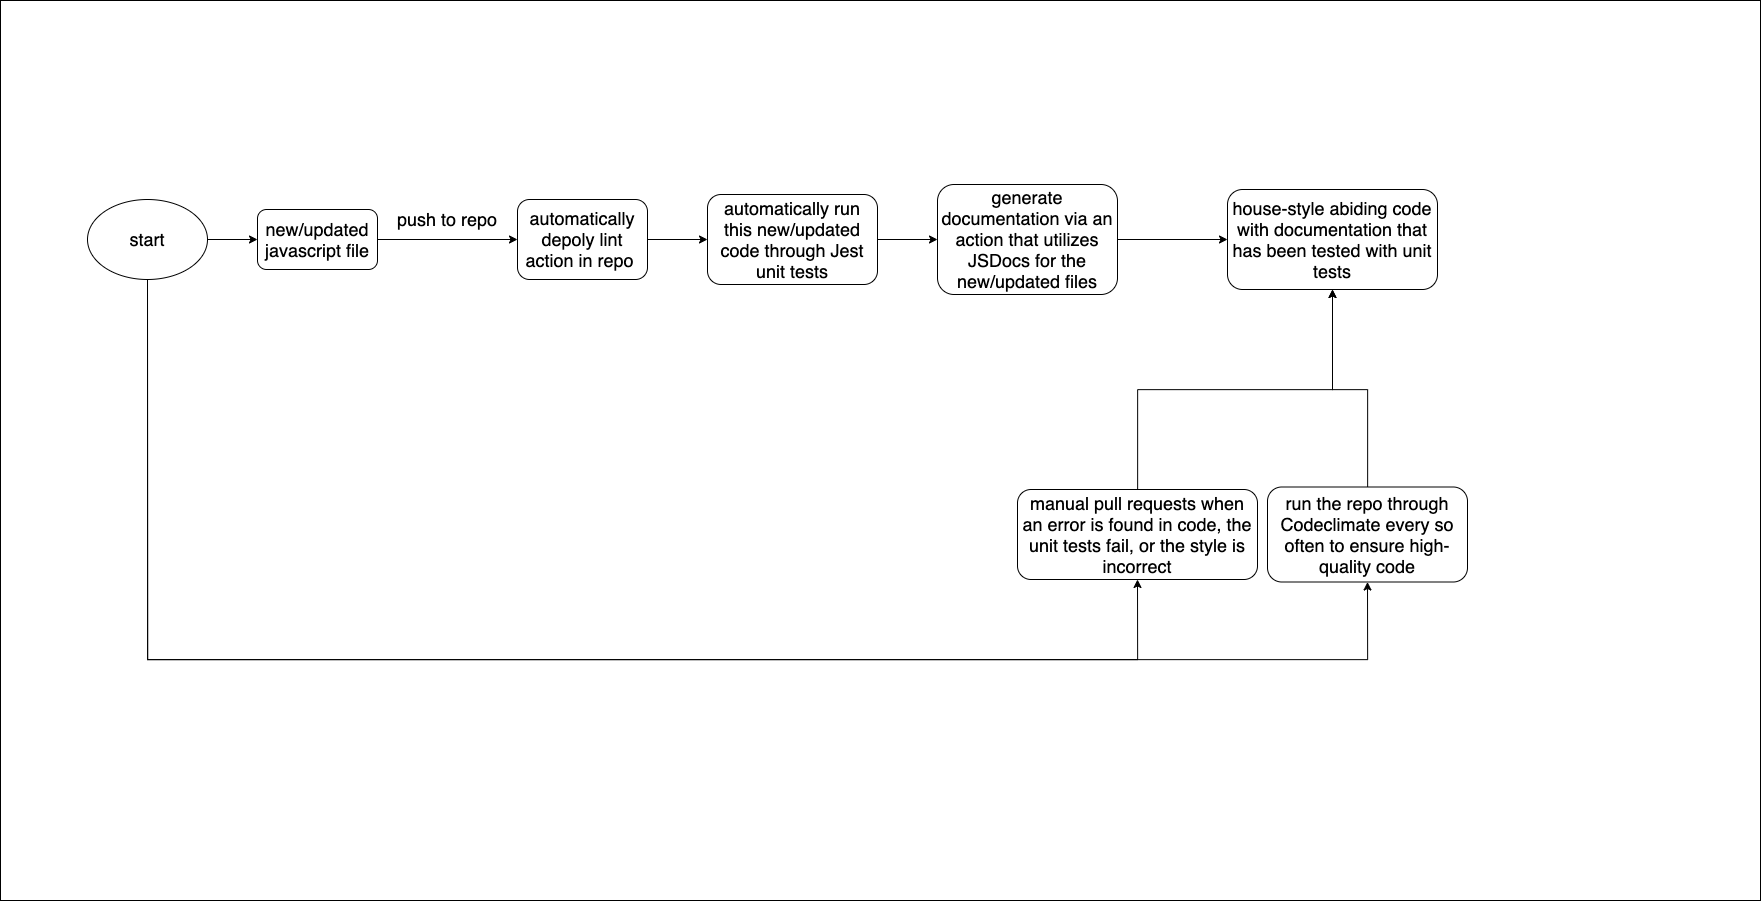 start
new/updated
javascript file
push to repo
automatically
depoly lint
action in repo
automatically run
this new/updated
code through Jest
unit tests
generate
documentation via an
action that utilizes
JSDocs for the
new/updated files
house-style abiding code
with documentation that
has been tested with unit
tests
manual pull requests when
an error is found in code, the
unit tests fail, or the style is
incorrect
run the repo through
Codeclimate every so
often to ensure high-
quality code